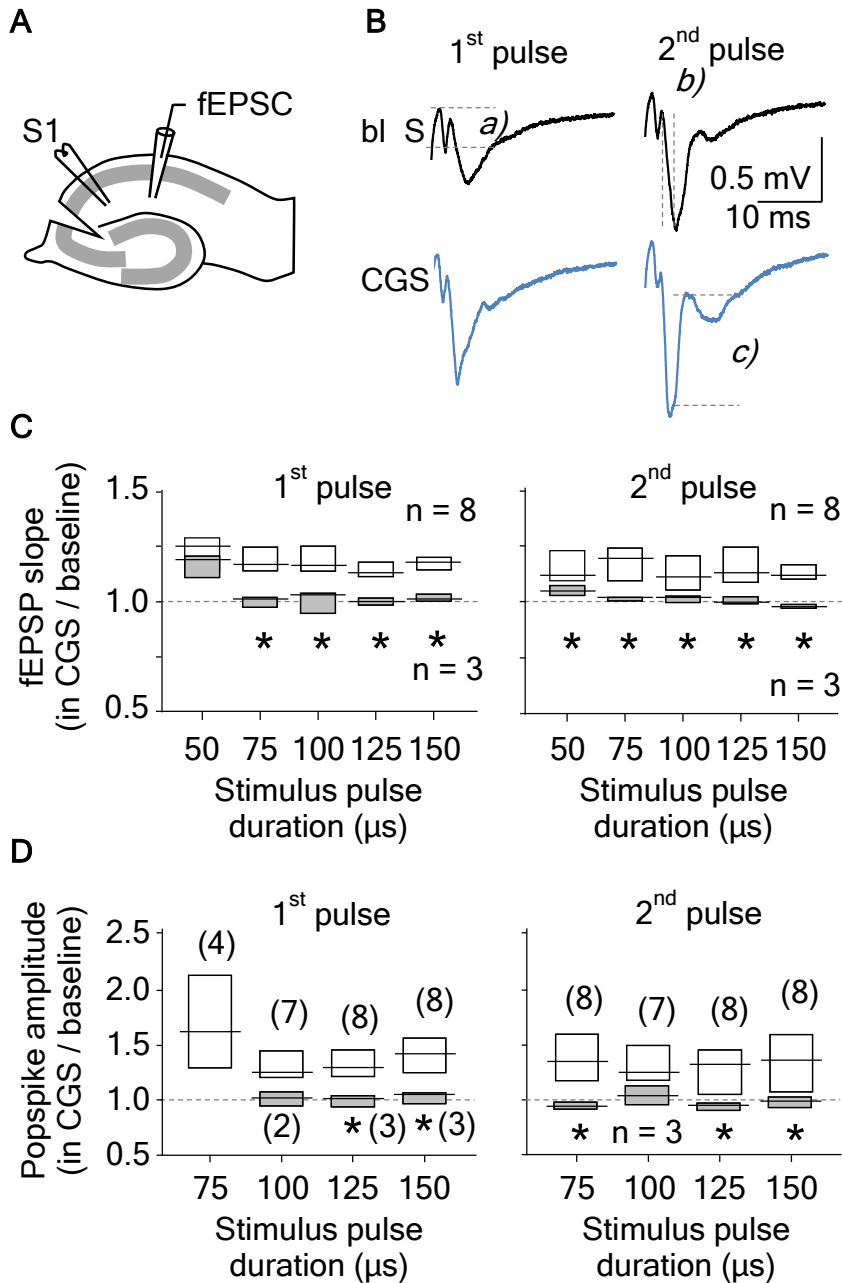 A
fEPSC
S1
B
1st pulse
2nd pulse
a)
b)
bl S
0.5 mV
10 ms
CGS
c)
C
fEPSP slope
(in CGS / baseline)
1.5
1.0
0.5
1st pulse
n = 8
* * * *
n = 3
50 75 100 125 150
Stimulus pulse
duration (µs)
2nd pulse
n = 8
* * * * *
n = 3
50 75 100 125 150
Stimulus pulse
duration (µs)
D
Popspike amplitude
(in CGS / baseline)
2.5
2.0
1.5
1.0
0.5
1st pulse
(4) (7) (8) (8)
(2) * (3) * (3)
75 100 125 150
Stimulus pulse
duration (µs)
2nd pulse
(8) (7) (8) (8)
* n = 3 * *
75 100 125 150
Stimulus pulse
duration (µs)